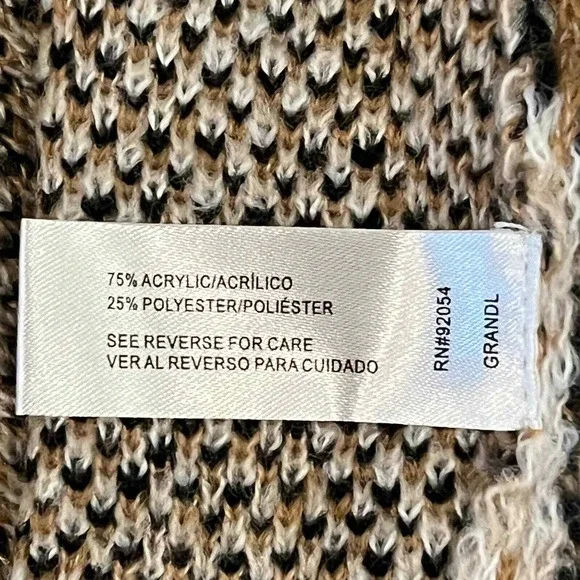 75% ACRYLIC/ACRÍLICO
25% POLYESTER/POLIÉSTER
SEE REVERSE FOR CARE
VER AL REVERSO PARA CUIDADO
RN#92054
GRANDL